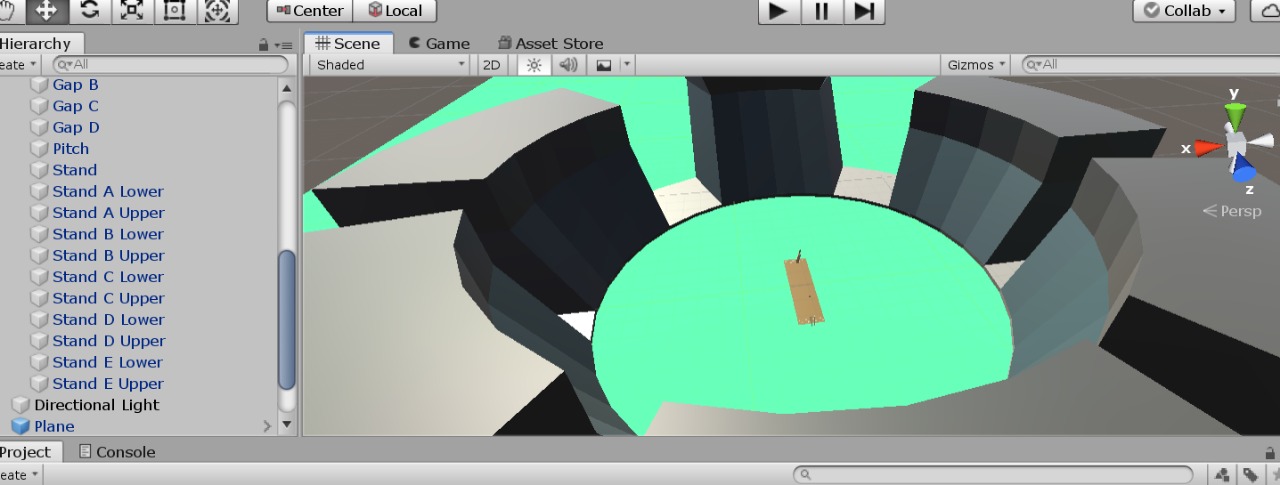 Center Local Collab
Hierarchy Scene Game Asset Store
eate All Shaded 2D Gizmos All
Gap B
Gap C
Gap D
Pitch
Stand
Stand A Lower
Stand A Upper
Stand B Lower
Stand B Upper
Stand C Lower
Stand C Upper
Stand D Lower
Stand D Upper
Stand E Lower
Stand E Upper
Directional Light
Plane
y
x
z
Persp
Project Console
eate